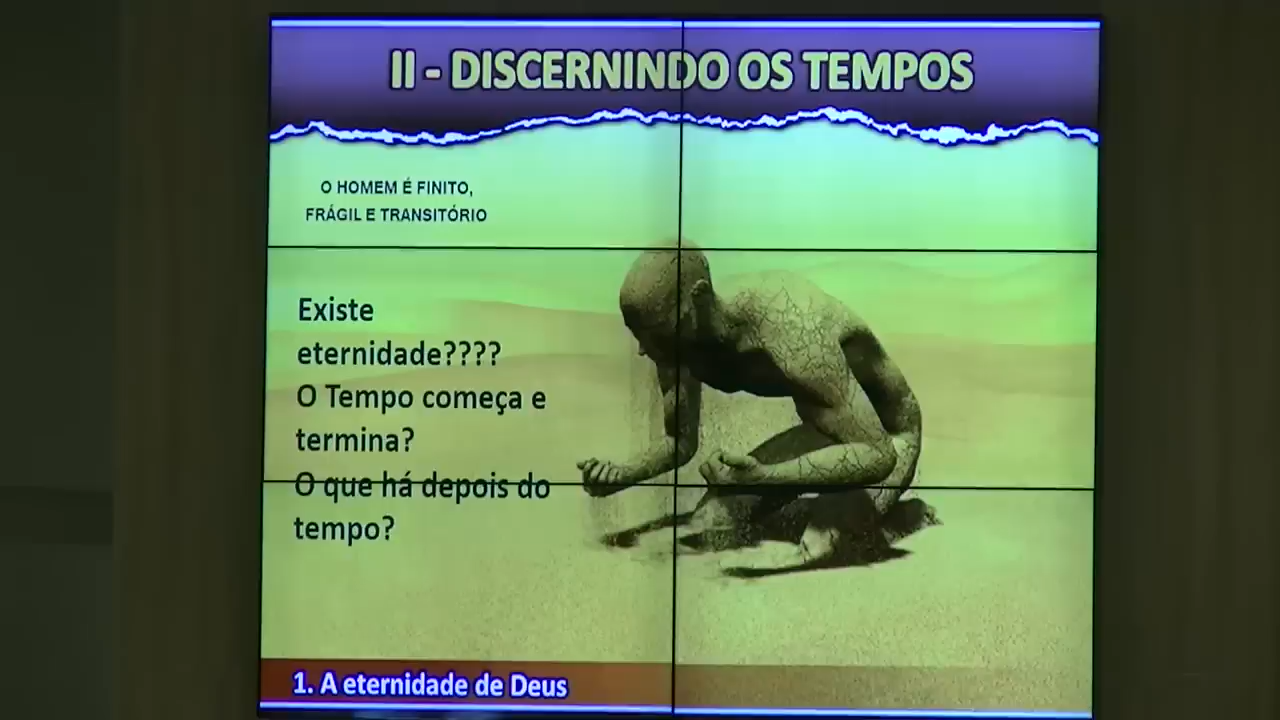 II - DISCERNINDO OS TEMPOS
O HOMEM É FINITO,
FRÁGIL E TRANSITÓRIO
Existe
eternidade????
O Tempo começa e
termina?
O que há depois do
tempo?
1. A eternidade de Deus